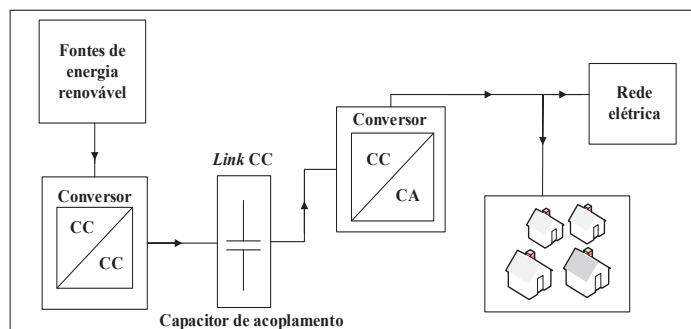 Fontes de
energia
renovável
Conversor
CC
CC
Link CC
Capacitor de acoplamento
Conversor
CC
CA
Rede
elétrica